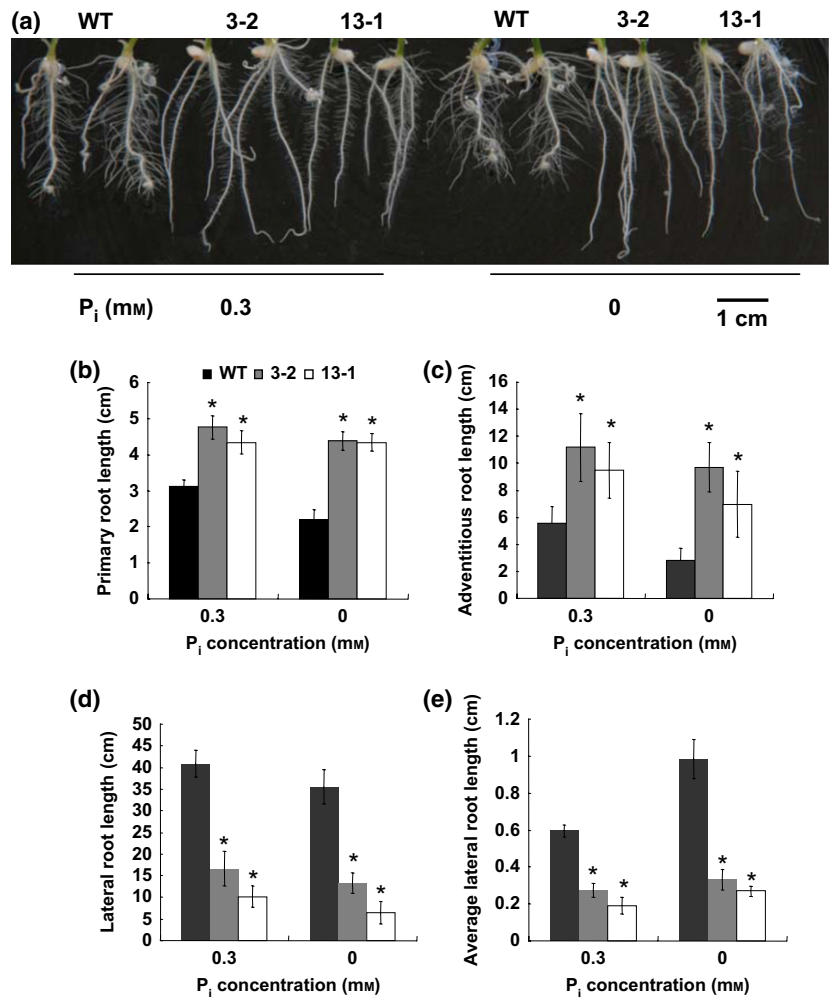 (a) WT 3-2 13-1 WT 3-2 13-1
Pi (mM) 0.3 0 1 cm
(b) WT 3-2 13-1
Primary root length (cm)
6
5
4
3
2
1
0
* * * *
0.3 0
Pi concentration (mM)
(c)
Adventitious root length (cm)
16
14
12
10
8
6
4
2
0
* * * *
0.3 0
Pi concentration (mM)
(d)
Lateral root length (cm)
50
45
40
35
30
25
20
15
10
5
0
* * * *
0.3 0
Pi concentration (mM)
(e)
Average lateral root length (cm)
1.2
1
0.8
0.6
0.4
0.2
0
* * * *
0.3 0
Pi concentration (mM)